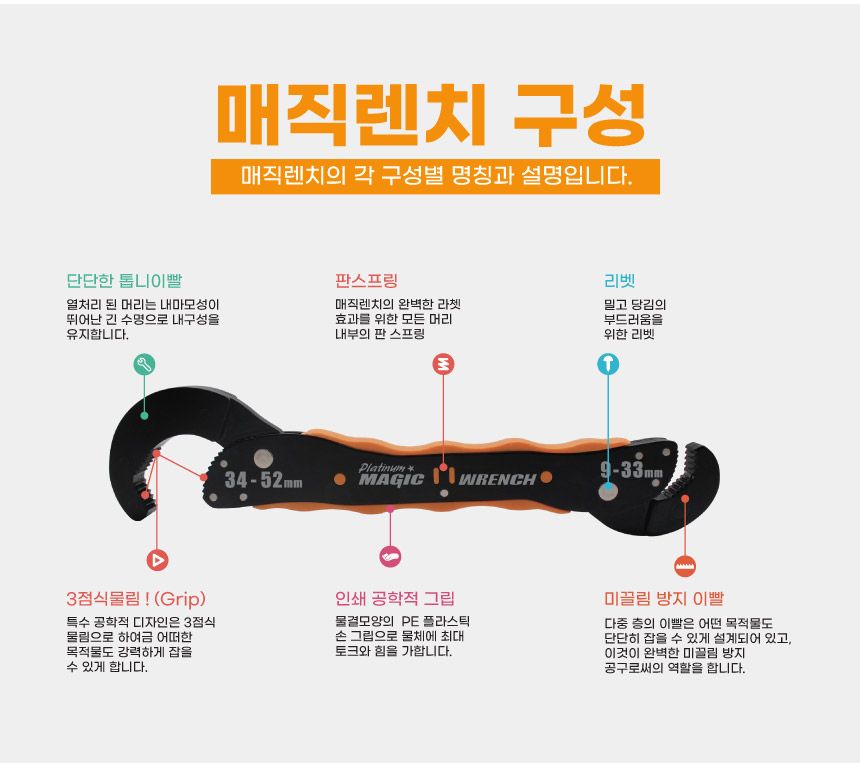 매직렌치 구성
매직렌치의 각 구성별 명칭과 설명입니다.
단단한 톱니이빨
열처리 된 머리는 내마모성이
뛰어난 긴 수명으로 내구성을
유지합니다.
판스프링
매직렌치의 완벽한 라쳇
효과를 위한 모든 머리
내부의 판 스프링
리벳
밀고 당김의
부드러움을
위한 리벳
34-52mm
Platinum
MAGIC WRENCH
9-33mm
3점식물림 ! (Grip)
특수 공학적 디자인은 3점식
물림으로 하여금 어떠한
목적물도 강력하게 잡을
수 있게 합니다.
인쇄 공학적 그립
물결모양의 PE 플라스틱
손 그립으로 물체에 최대
토크와 힘을 가합니다.
미끌림 방지 이빨
다중 층의 이빨은 어떤 목적물도
단단히 잡을 수 있게 설계되어 있고,
이것이 완벽한 미끌림 방지
공구로써의 역할을 합니다.